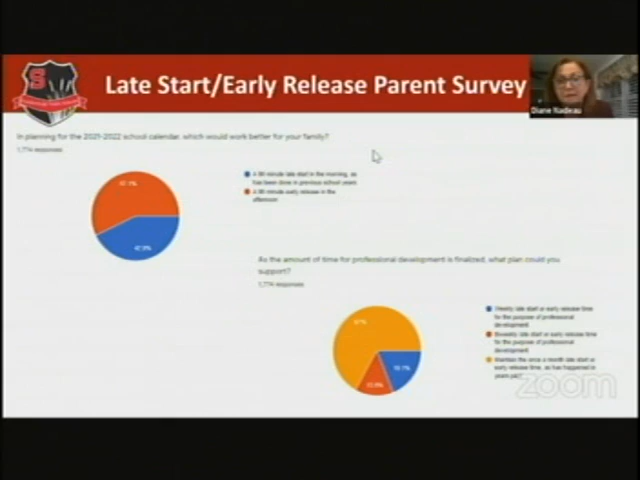 Late Start/Early Release Parent Survey
Diane Nadeau
In planning for the 2021-2022 school calendar, which would work better for your family?
1,774 responses
A 90 minute late start in the morning, as
has been done in previous school years
A 90 minute early release in the
afternoon
As the amount of time for professional development is finalized, what plan could you
support?
1,774 responses
Weekly late start or early release time
for the purpose of professional
development
Biweekly late start or early release time
for the purpose of professional
development
Maintain the once a month late start or
early release time, as has happened in
years past
zoom